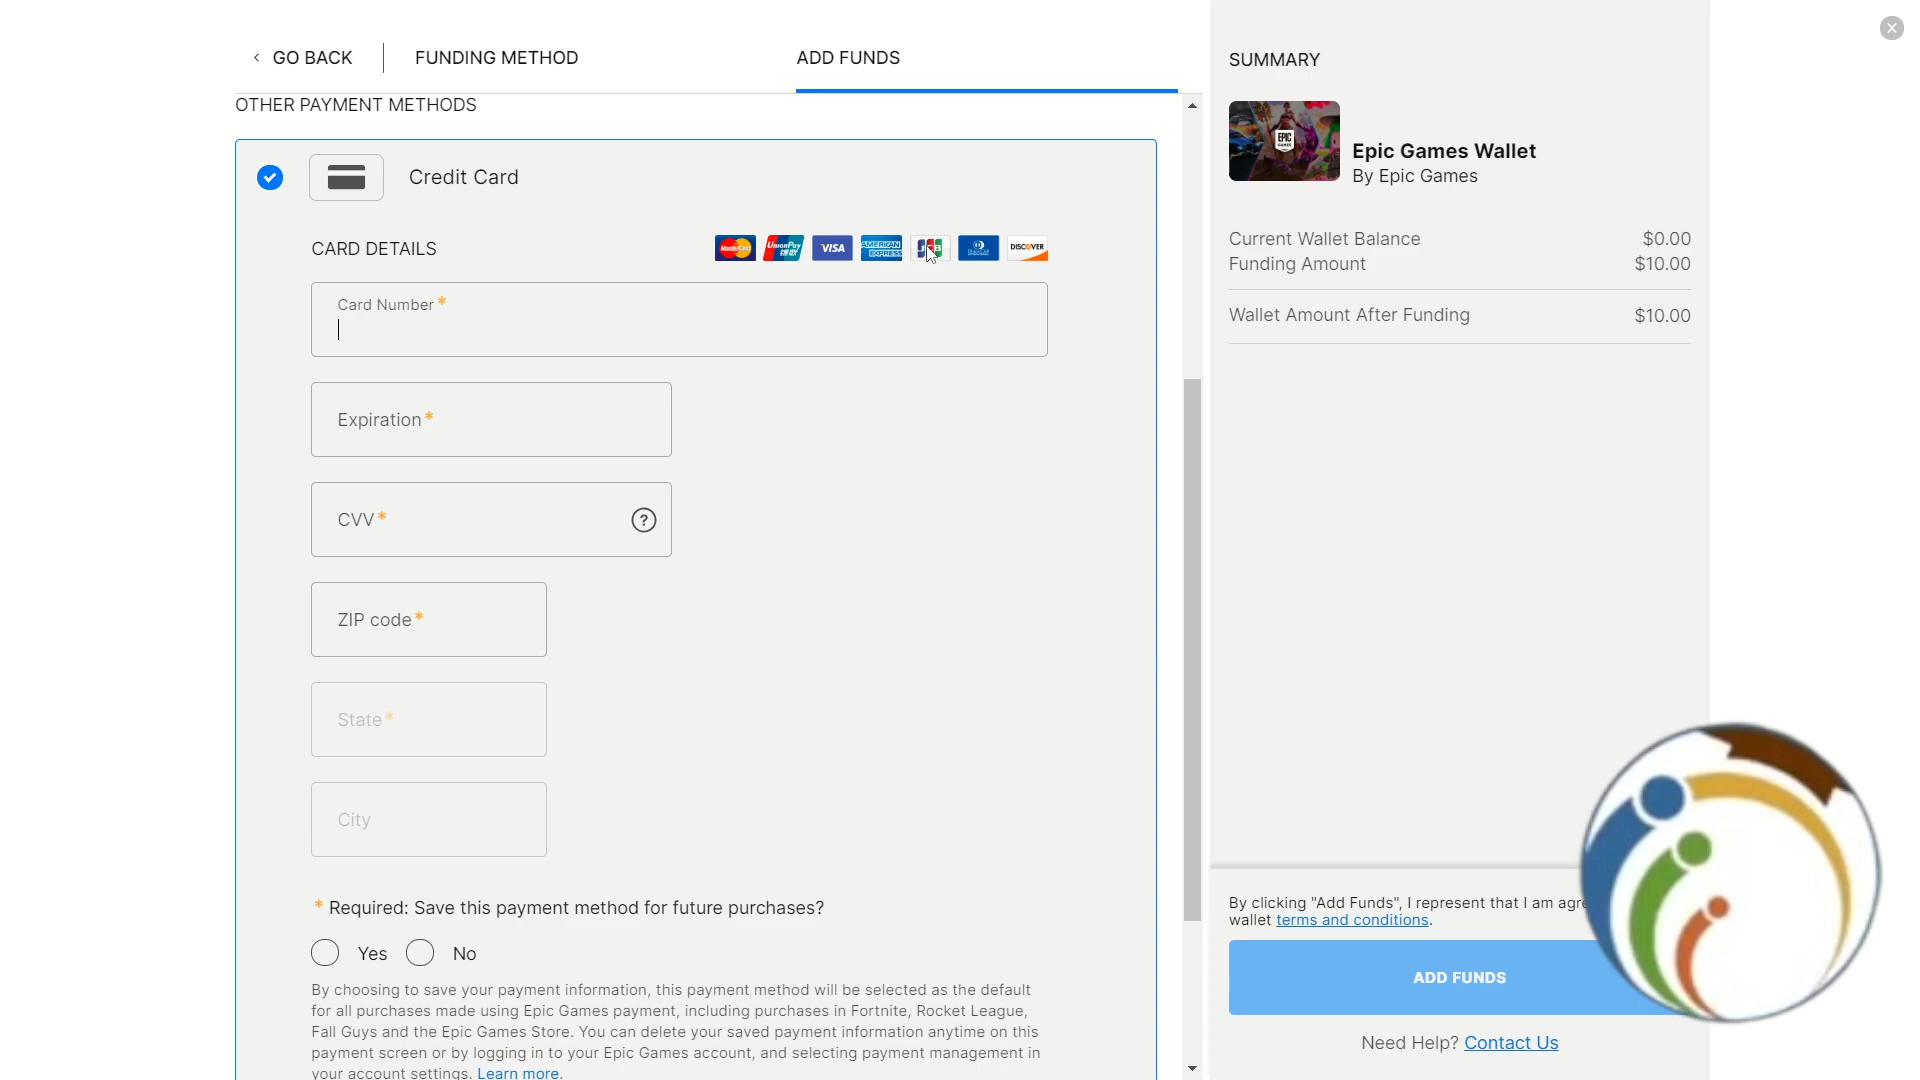 GO BACK
FUNDING METHOD
ADD FUNDS
OTHER PAYMENT METHODS
Credit Card
CARD DETAILS
MasterCard
UnionPay
VISA
AMERICAN EXPRESS
DISCOVER
Card Number*
Expiration*
CVV*
?
ZIP code*
State*
City
* Required: Save this payment method for future purchases?
Yes
No
By choosing to save your payment information, this payment method will be selected as the default
for all purchases made using Epic Games payment, including purchases in Fortnite, Rocket League,
Fall Guys and the Epic Games Store. You can delete your saved payment information anytime on this
payment screen or by logging in to your Epic Games account, and selecting payment management in
your account settings. Learn more.
SUMMARY
EPIC
GAMES
Epic Games Wallet
By Epic Games
Current Wallet Balance $0.00
Funding Amount $10.00
Wallet Amount After Funding $10.00
By clicking "Add Funds", I represent that I am agre
wallet terms and conditions.
ADD FUNDS
Need Help? Contact Us